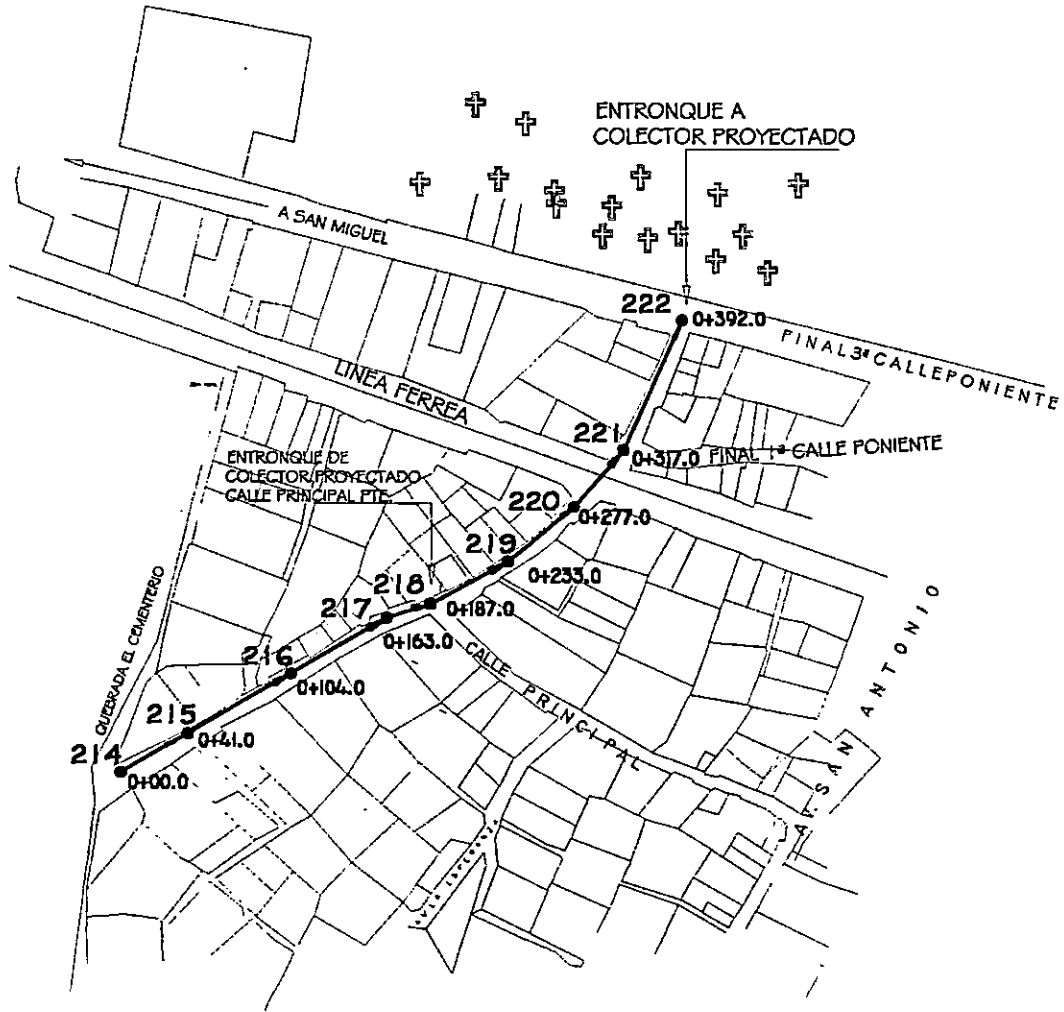 ENTRONQUE A
COLECTOR PROYECTADO
A SAN MIGUEL
222
0+392.0
FINAL 3ª CALLE PONIENTE
LINEA FERREA
221
0+317.0
FINAL 1ª CALLE PONIENTE
ENTRONQUE DE
COLECTOR PROYECTADO
CALLE PRINCIPAL PTE.
220
0+277.0
219
0+233.0
218
0+187.0
217
0+163.0
216
0+104.0
CALLE PRINCIPAL
QUEBRADA EL CEMENTERIO
215
0+41.0
214
0+00.0
AV. SAN ANTONIO